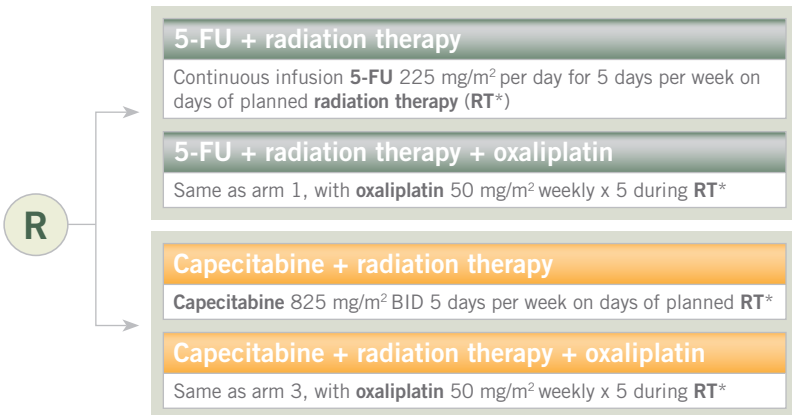 R
5-FU + radiation therapy
Continuous infusion 5-FU 225 mg/m² per day for 5 days per week on
days of planned radiation therapy (RT*)
5-FU + radiation therapy + oxaliplatin
Same as arm 1, with oxaliplatin 50 mg/m² weekly x 5 during RT*
Capecitabine + radiation therapy
Capecitabine 825 mg/m² BID 5 days per week on days of planned RT*
Capecitabine + radiation therapy + oxaliplatin
Same as arm 3, with oxaliplatin 50 mg/m² weekly x 5 during RT*